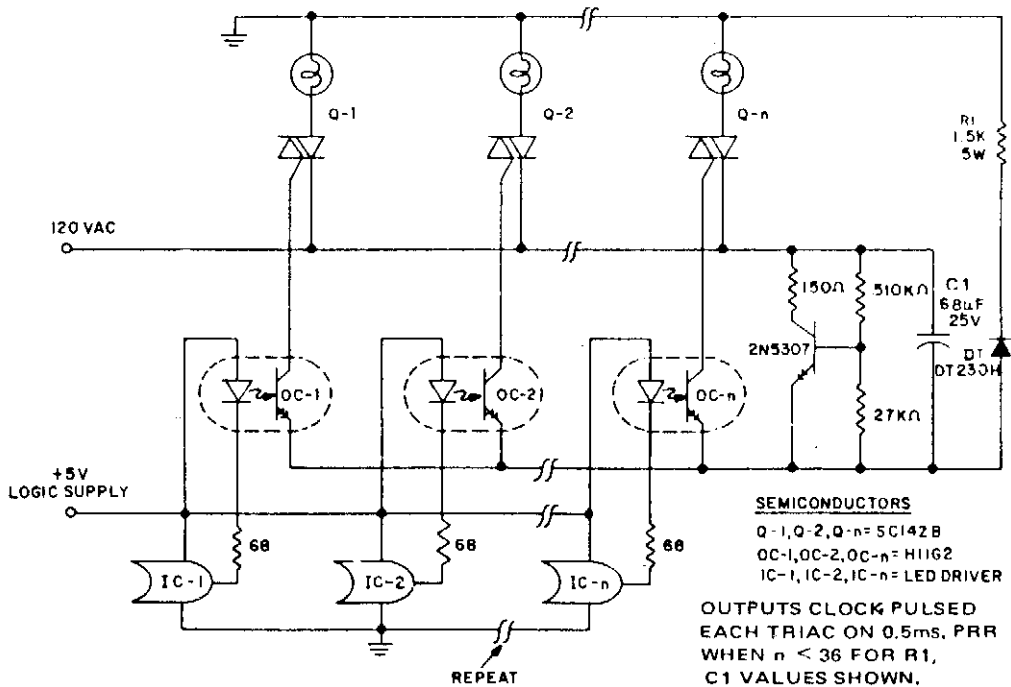 Q-1
Q-2
Q-n
R1
1.5K
5W
120 VAC
150Ω
510KΩ
C1
68µF
25V
2N5307
DT
DT230H
OC-1
OC-2
OC-n
27KΩ
+5V
LOGIC SUPPLY
68
68
68
IC-1
IC-2
IC-n
REPEAT
SEMICONDUCTORS
Q-1, Q-2, Q-n= SC142B
OC-1, OC-2, OC-n= H11G2
IC-1, IC-2, IC-n= LED DRIVER
OUTPUTS CLOCK PULSED
EACH TRIAC ON 0.5ms, PRR
WHEN n < 36 FOR R1,
C1 VALUES SHOWN.